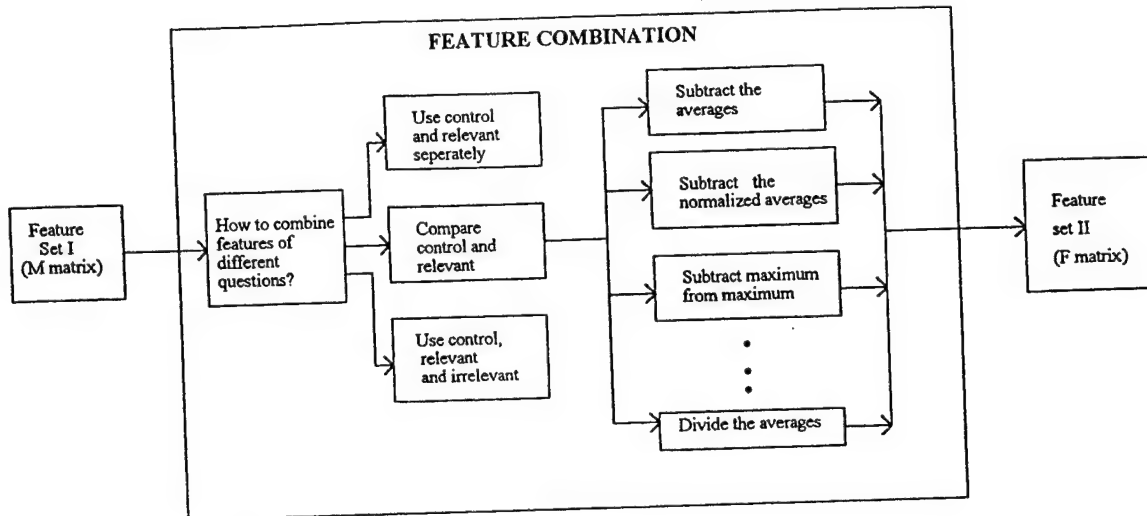 FEATURE COMBINATION
Feature
Set I
(M matrix)
How to combine
features of
different
questions?
Use control
and relevant
seperately
Compare
control and
relevant
Use control,
relevant
and irrelevant
Subtract the
averages
Subtract the
normalized averages
Subtract maximum
from maximum
Divide the averages
Feature
set II
(F matrix)